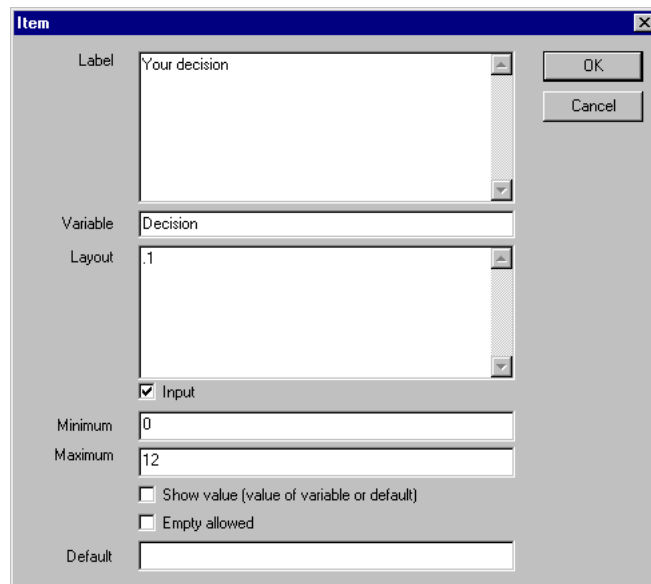 Item
Label
Your decision
OK
Cancel
Variable
Decision
Layout
.1
Input
Minimum
0
Maximum
12
Show value (value of variable or default)
Empty allowed
Default